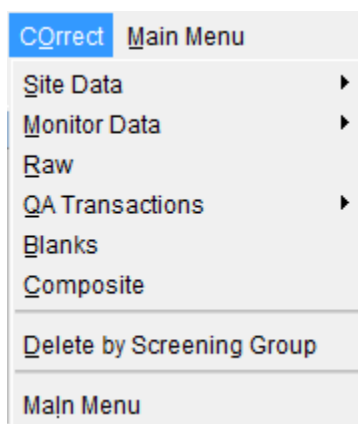 COrrect Main Menu
Site Data
Monitor Data
Raw
QA Transactions
Blanks
Composite
Delete by Screening Group
Main Menu